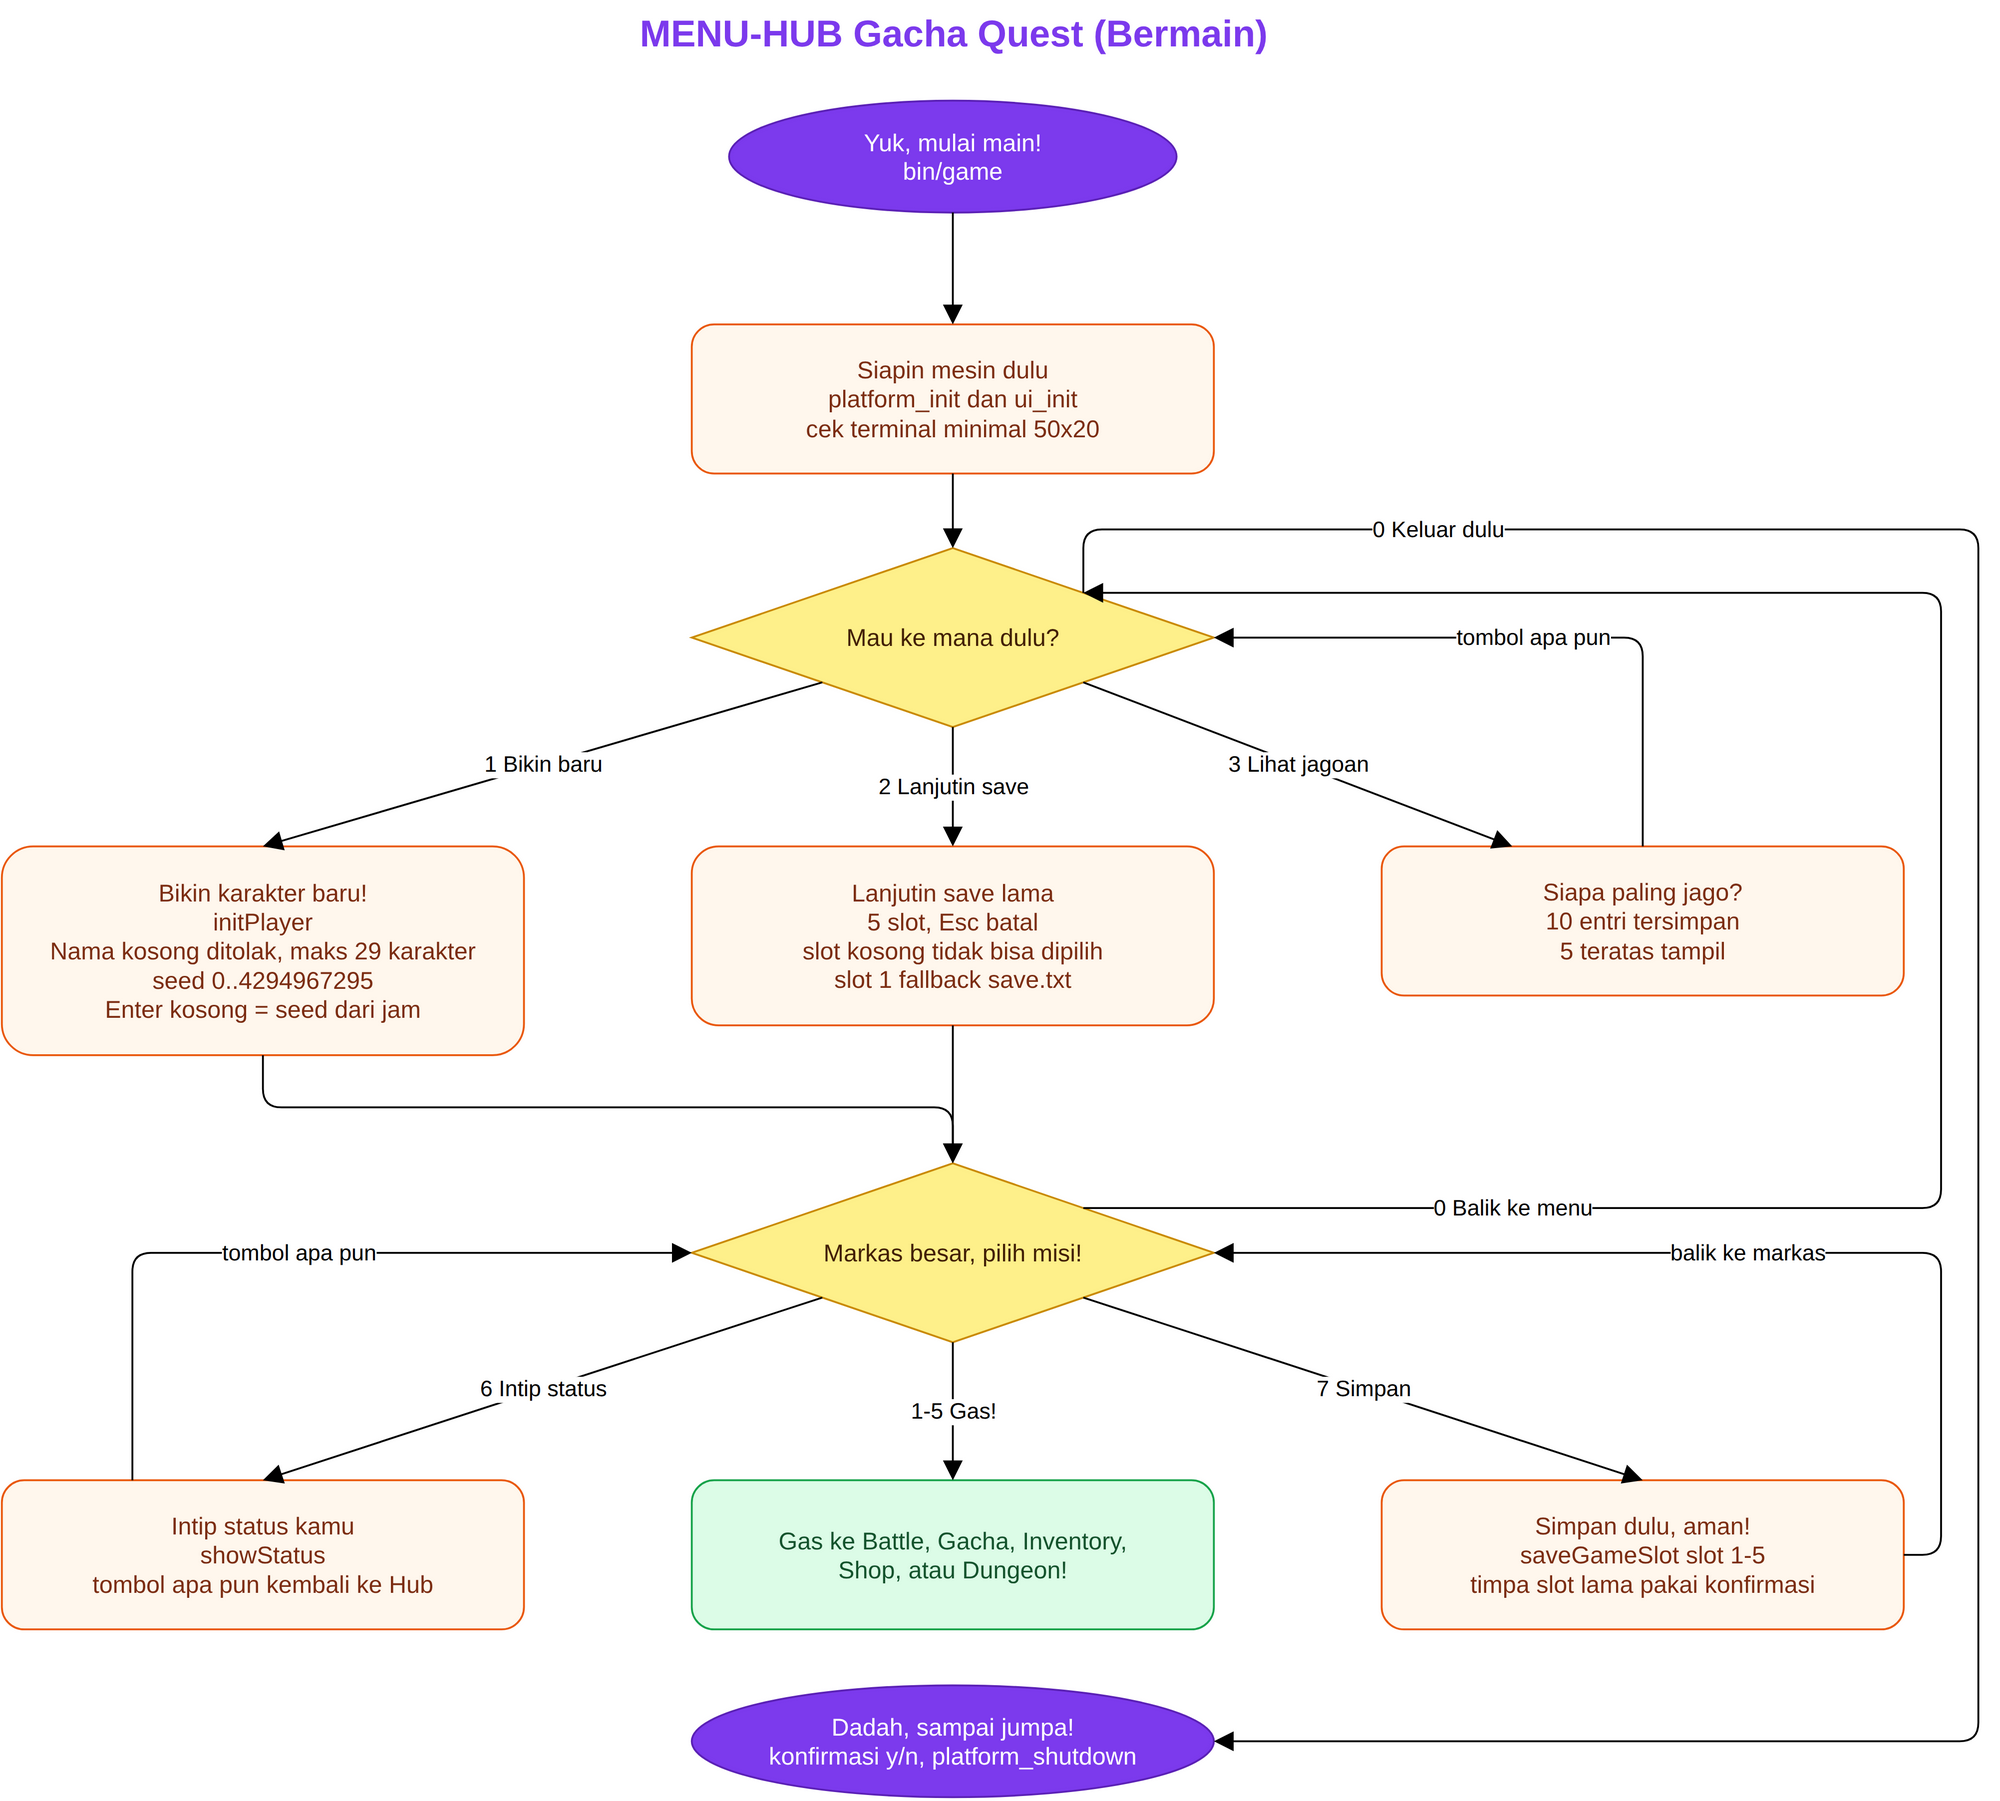 MENU-HUB Gacha Quest (Bermain)
Yuk, mulai main!
bin/game
Siapin mesin dulu
platform_init dan ui_init
cek terminal minimal 50x20
0 Keluar dulu
Mau ke mana dulu?
tombol apa pun
1 Bikin baru
2 Lanjutin save
3 Lihat jagoan
Bikin karakter baru!
initPlayer
Nama kosong ditolak, maks 29 karakter
seed 0..4294967295
Enter kosong = seed dari jam
Lanjutin save lama
5 slot, Esc batal
slot kosong tidak bisa dipilih
slot 1 fallback save.txt
Siapa paling jago?
10 entri tersimpan
5 teratas tampil
0 Balik ke menu
tombol apa pun
Markas besar, pilih misi!
balik ke markas
6 Intip status
1-5 Gas!
7 Simpan
Intip status kamu
showStatus
tombol apa pun kembali ke Hub
Gas ke Battle, Gacha, Inventory,
Shop, atau Dungeon!
Simpan dulu, aman!
saveGameSlot slot 1-5
timpa slot lama pakai konfirmasi
Dadah, sampai jumpa!
konfirmasi y/n, platform_shutdown